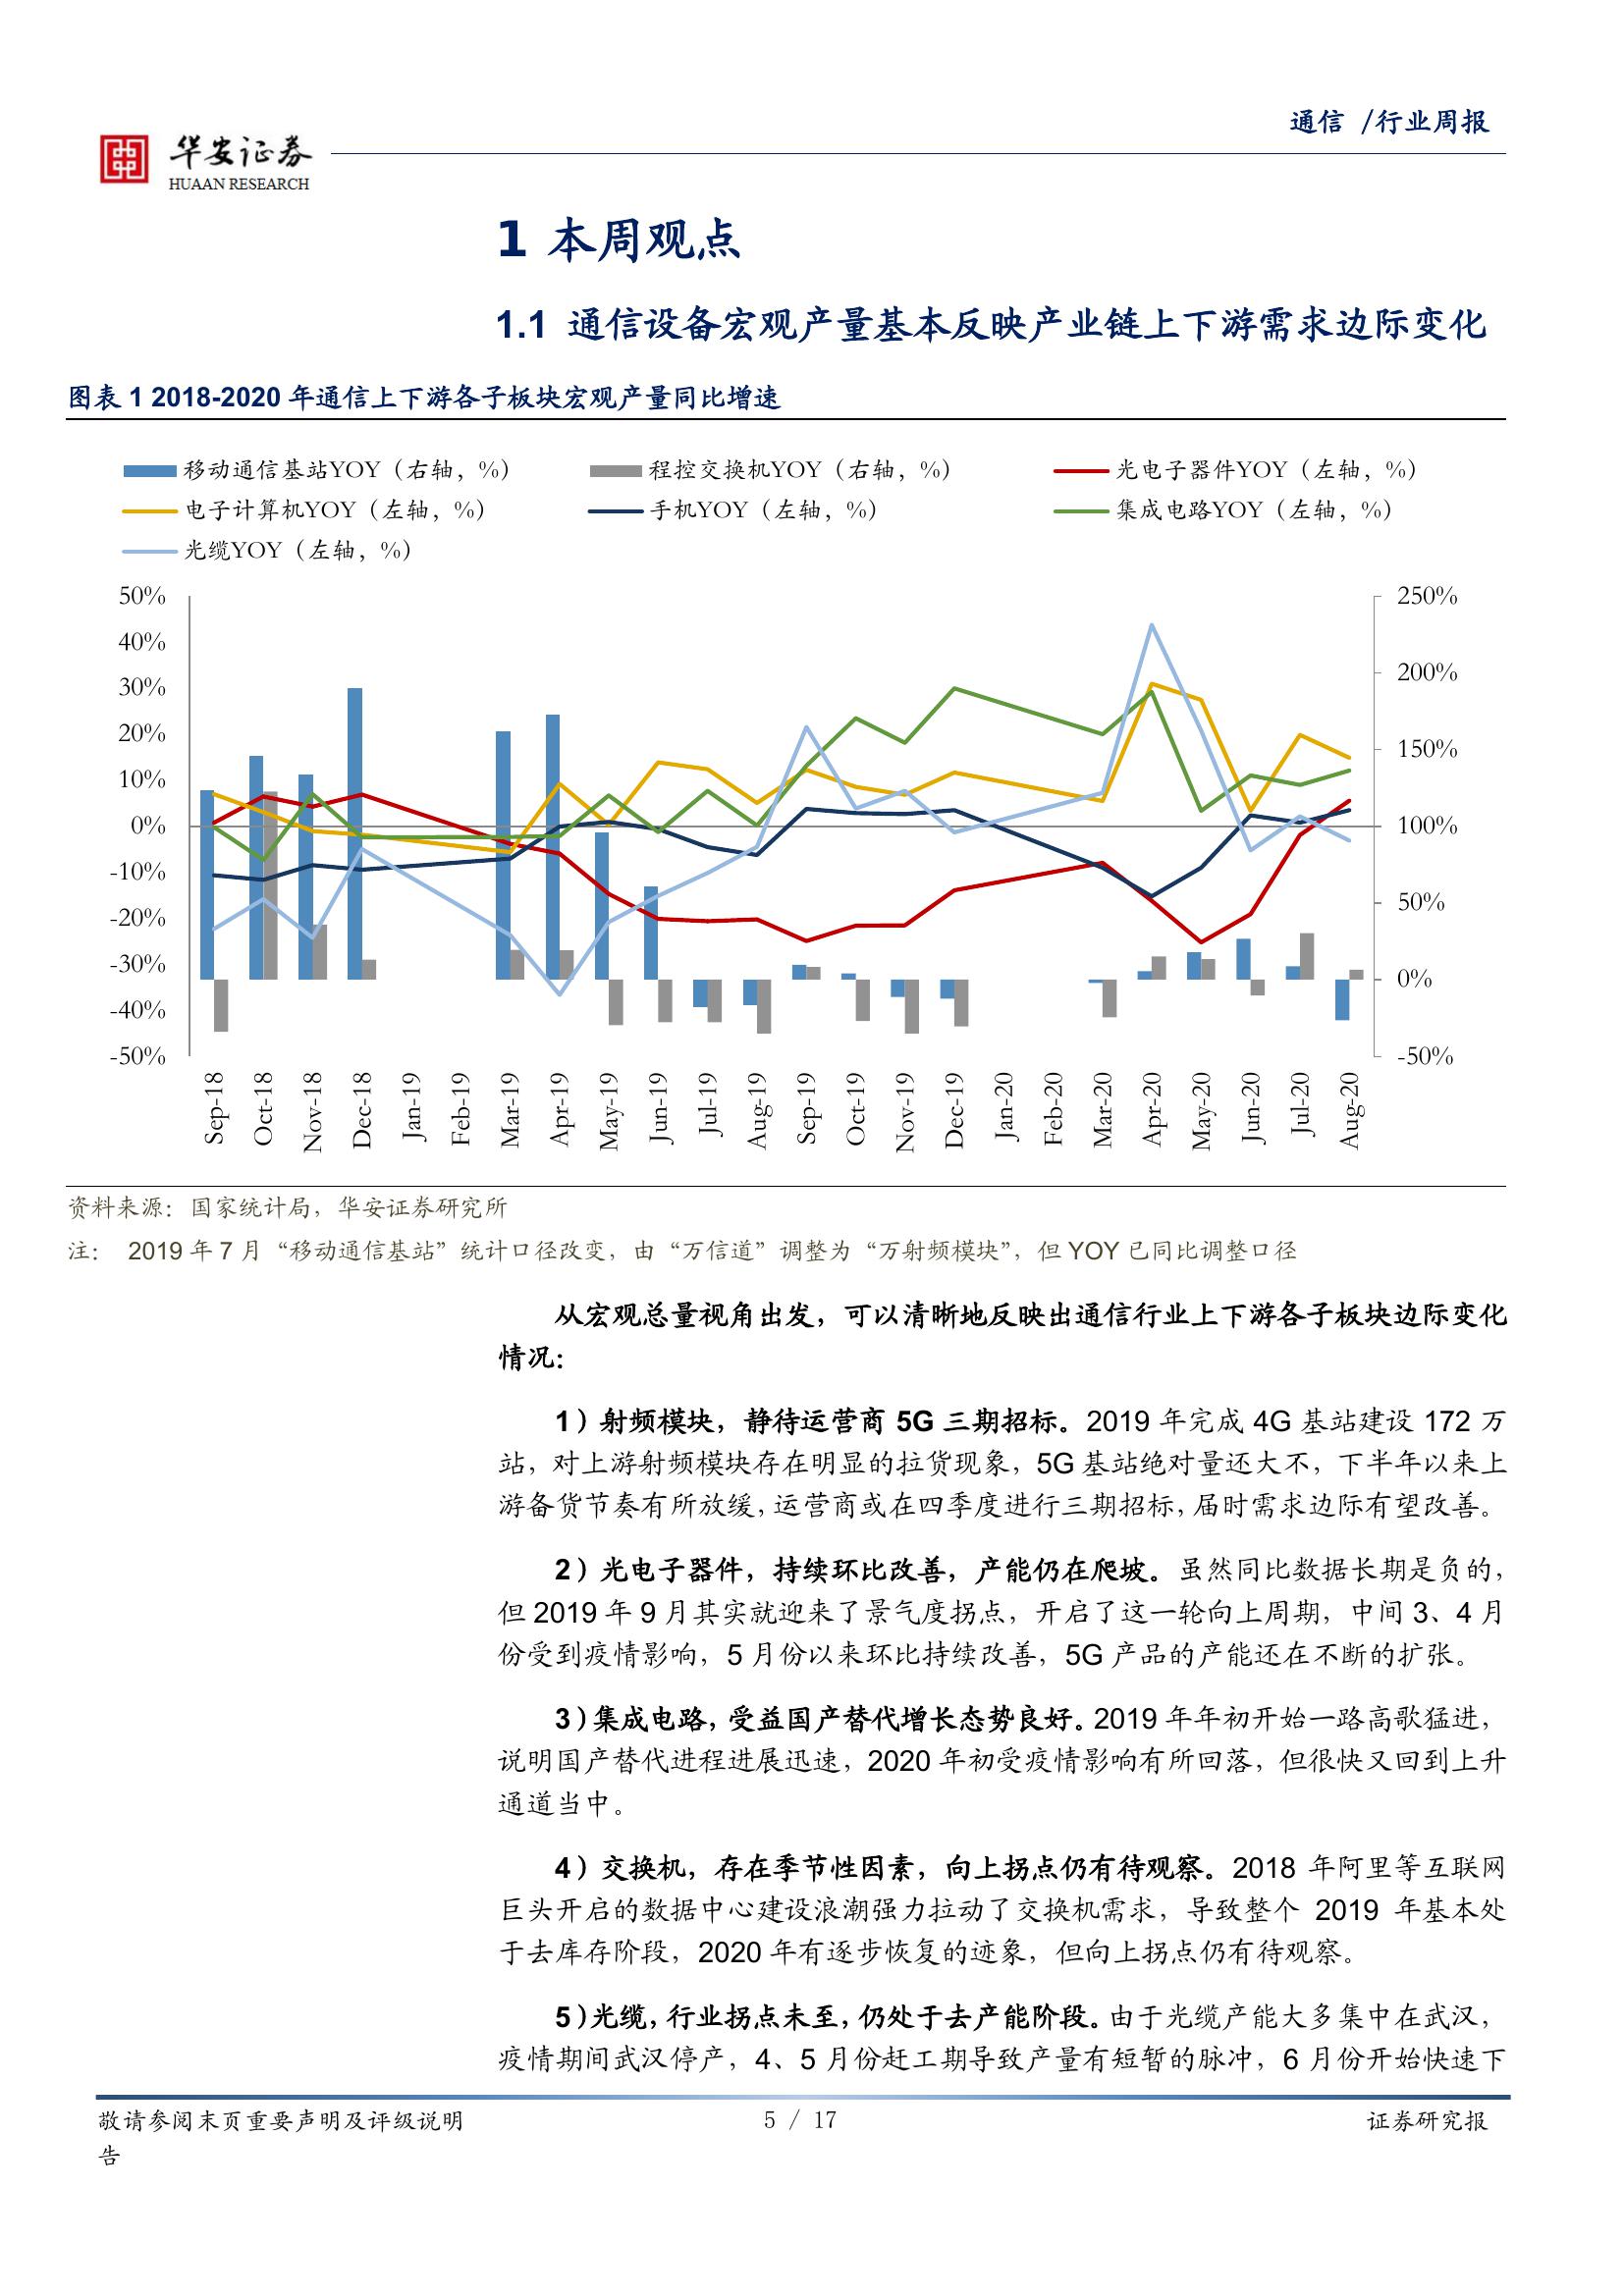 通信 /行业周报
华安证券
HUAAN RESEARCH
1 本周观点
1.1 通信设备宏观产量基本反映产业链上下游需求边际变化
图表 1 2018-2020 年通信上下游各子板块宏观产量同比增速
移动通信基站YOY（右轴，%）
程控交换机YOY（右轴，%）
光电子器件YOY（左轴，%）
电子计算机YOY（左轴，%）
手机YOY（左轴，%）
集成电路YOY（左轴，%）
光缆YOY（左轴，%）
50%
40%
30%
20%
10%
0%
-10%
-20%
-30%
-40%
-50%
250%
200%
150%
100%
50%
0%
-50%
Sep-18
Oct-18
Nov-18
Dec-18
Jan-19
Feb-19
Mar-19
Apr-19
May-19
Jun-19
Jul-19
Aug-19
Sep-19
Oct-19
Nov-19
Dec-19
Jan-20
Feb-20
Mar-20
Apr-20
May-20
Jun-20
Jul-20
Aug-20
资料来源：国家统计局，华安证券研究所
注： 2019 年 7 月“移动通信基站”统计口径改变，由“万信道”调整为“万射频模块”，但 YOY 已同比调整口径
从宏观总量视角出发，可以清晰地反映出通信行业上下游各子板块边际变化
情况：
1）射频模块，静待运营商 5G 三期招标。2019 年完成 4G 基站建设 172 万
站，对上游射频模块存在明显的拉货现象，5G 基站绝对量还大不，下半年以来上
游备货节奏有所放缓，运营商或在四季度进行三期招标，届时需求边际有望改善。
2）光电子器件，持续环比改善，产能仍在爬坡。虽然同比数据长期是负的，
但 2019 年 9 月其实就迎来了景气度拐点，开启了这一轮向上周期，中间 3、4 月
份受到疫情影响，5 月份以来环比持续改善，5G 产品的产能还在不断的扩张。
3）集成电路，受益国产替代增长态势良好。2019 年年初开始一路高歌猛进，
说明国产替代进程进展迅速，2020 年初受疫情影响有所回落，但很快又回到上升
通道当中。
4）交换机，存在季节性因素，向上拐点仍有待观察。2018 年阿里等互联网
巨头开启的数据中心建设浪潮强力拉动了交换机需求，导致整个 2019 年基本处
于去库存阶段，2020 年有逐步恢复的迹象，但向上拐点仍有待观察。
5）光缆，行业拐点未至，仍处于去产能阶段。由于光缆产能大多集中在武汉，
疫情期间武汉停产，4、5 月份赶工期导致产量有短暂的脉冲，6 月份开始快速下
敬请参阅末页重要声明及评级说明
5 / 17
证券研究报
告